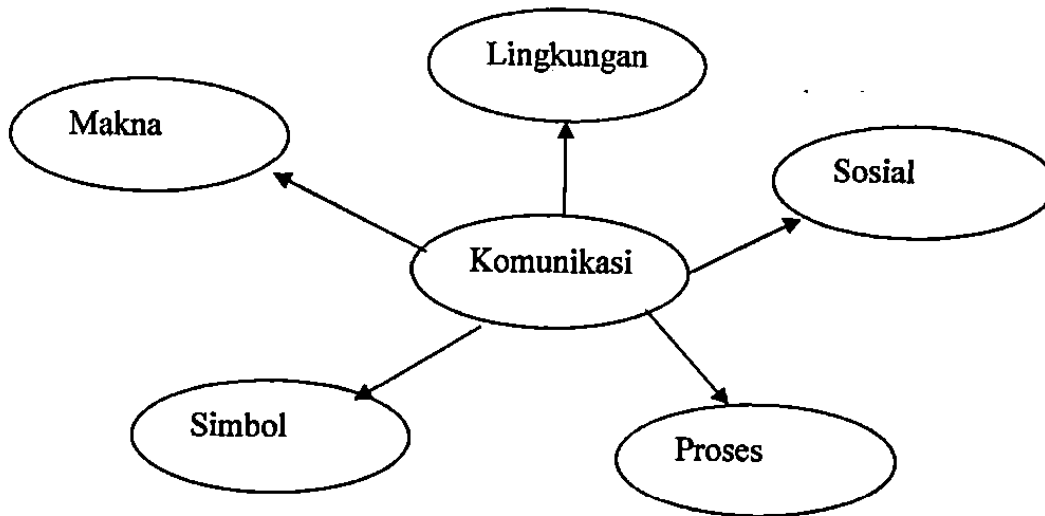 Lingkungan
Makna
Sosial
Komunikasi
Simbol
Proses